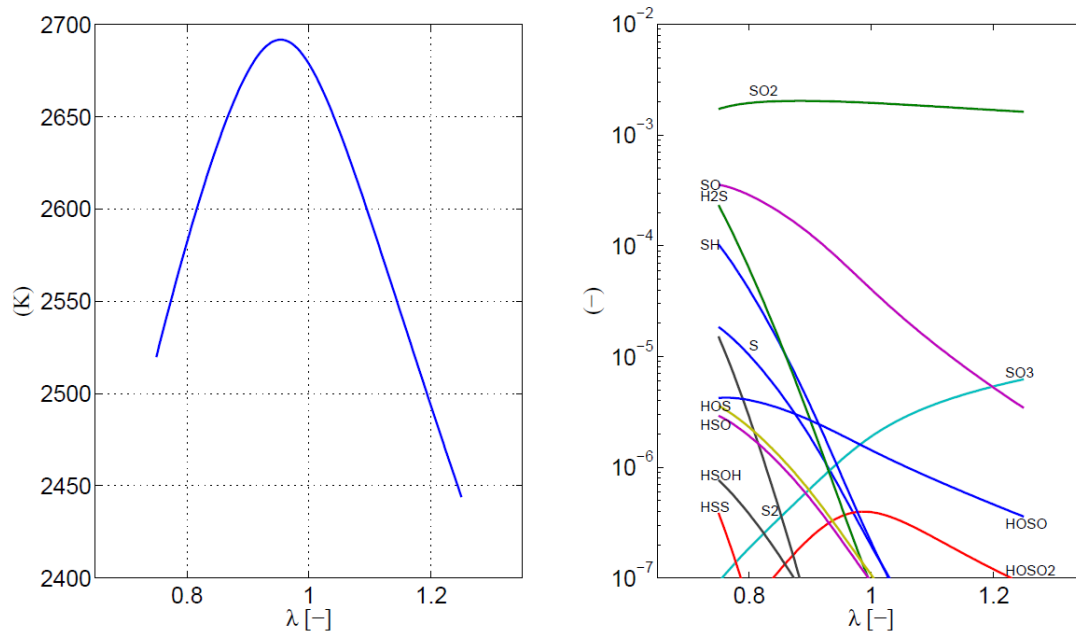 2700
2650
2600
2550
2500
2450
2400
(K)
0.8
1
1.2
λ [−]
10−2
10−3
10−4
10−5
10−6
10−7
(−)
SO2
SO
H2S
SH
S
SO3
HOS
HSO
HSOH
S2
HSS
HOSO
HOSO2
0.8
1
1.2
λ [−]